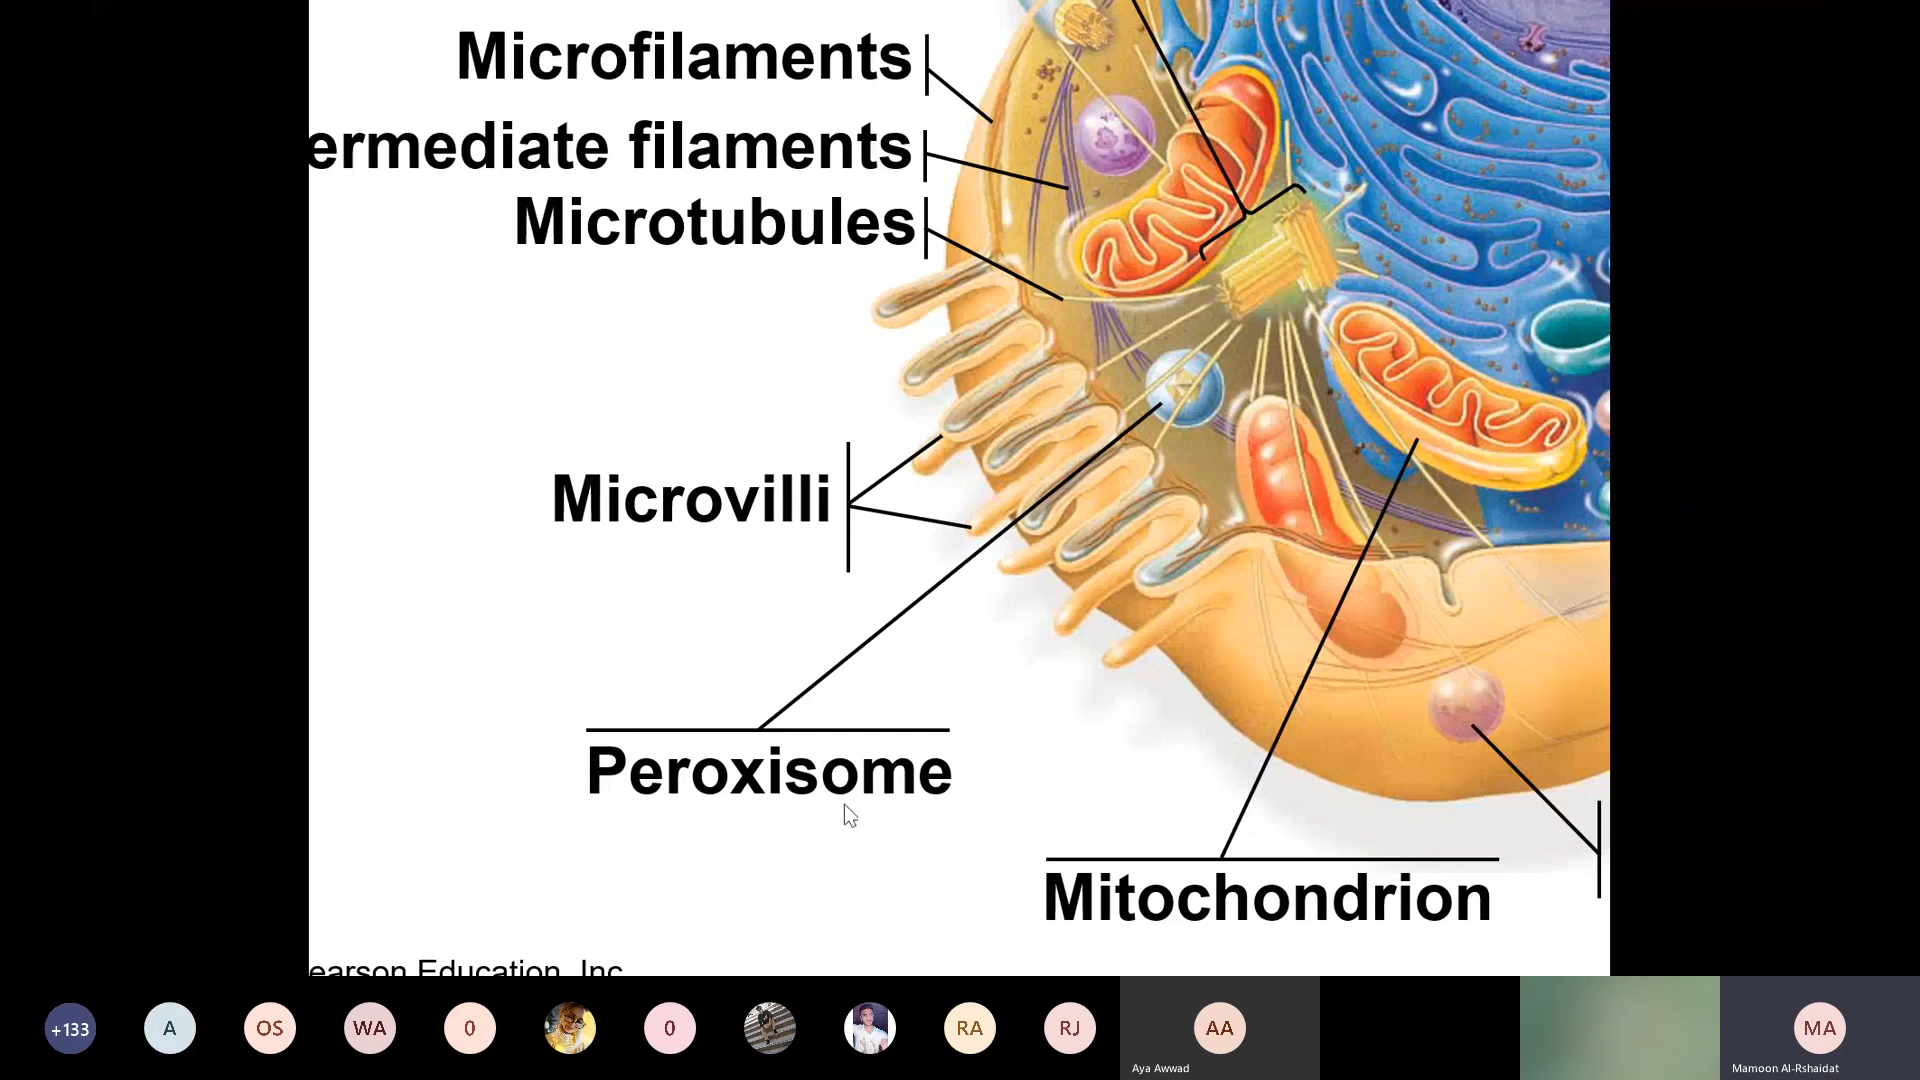 Microfilaments
ermediate filaments
Microtubules
Microvilli
Peroxisome
Mitochondrion
earson Education, Inc
+133
A
OS
WA
0
0
RA
RJ
AA
MA
Aya Awwad
Mamoon Al-Rshaidat